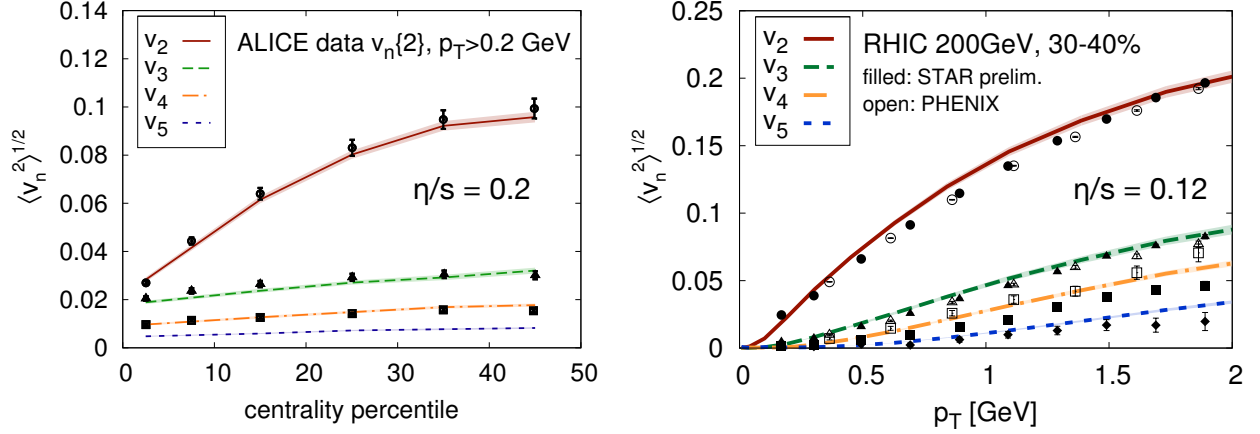 v2
v3
v4
v5
ALICE data vn{2}, pT>0.2 GeV
η/s = 0.2
⟨vn²⟩^1/2
0.14
0.12
0.1
0.08
0.06
0.04
0.02
0
0 10 20 30 40 50
centrality percentile
v2
v3
v4
v5
RHIC 200GeV, 30-40%
filled: STAR prelim.
open: PHENIX
η/s = 0.12
⟨vn²⟩^1/2
0.25
0.2
0.15
0.1
0.05
0
0 0.5 1 1.5 2
pT [GeV]